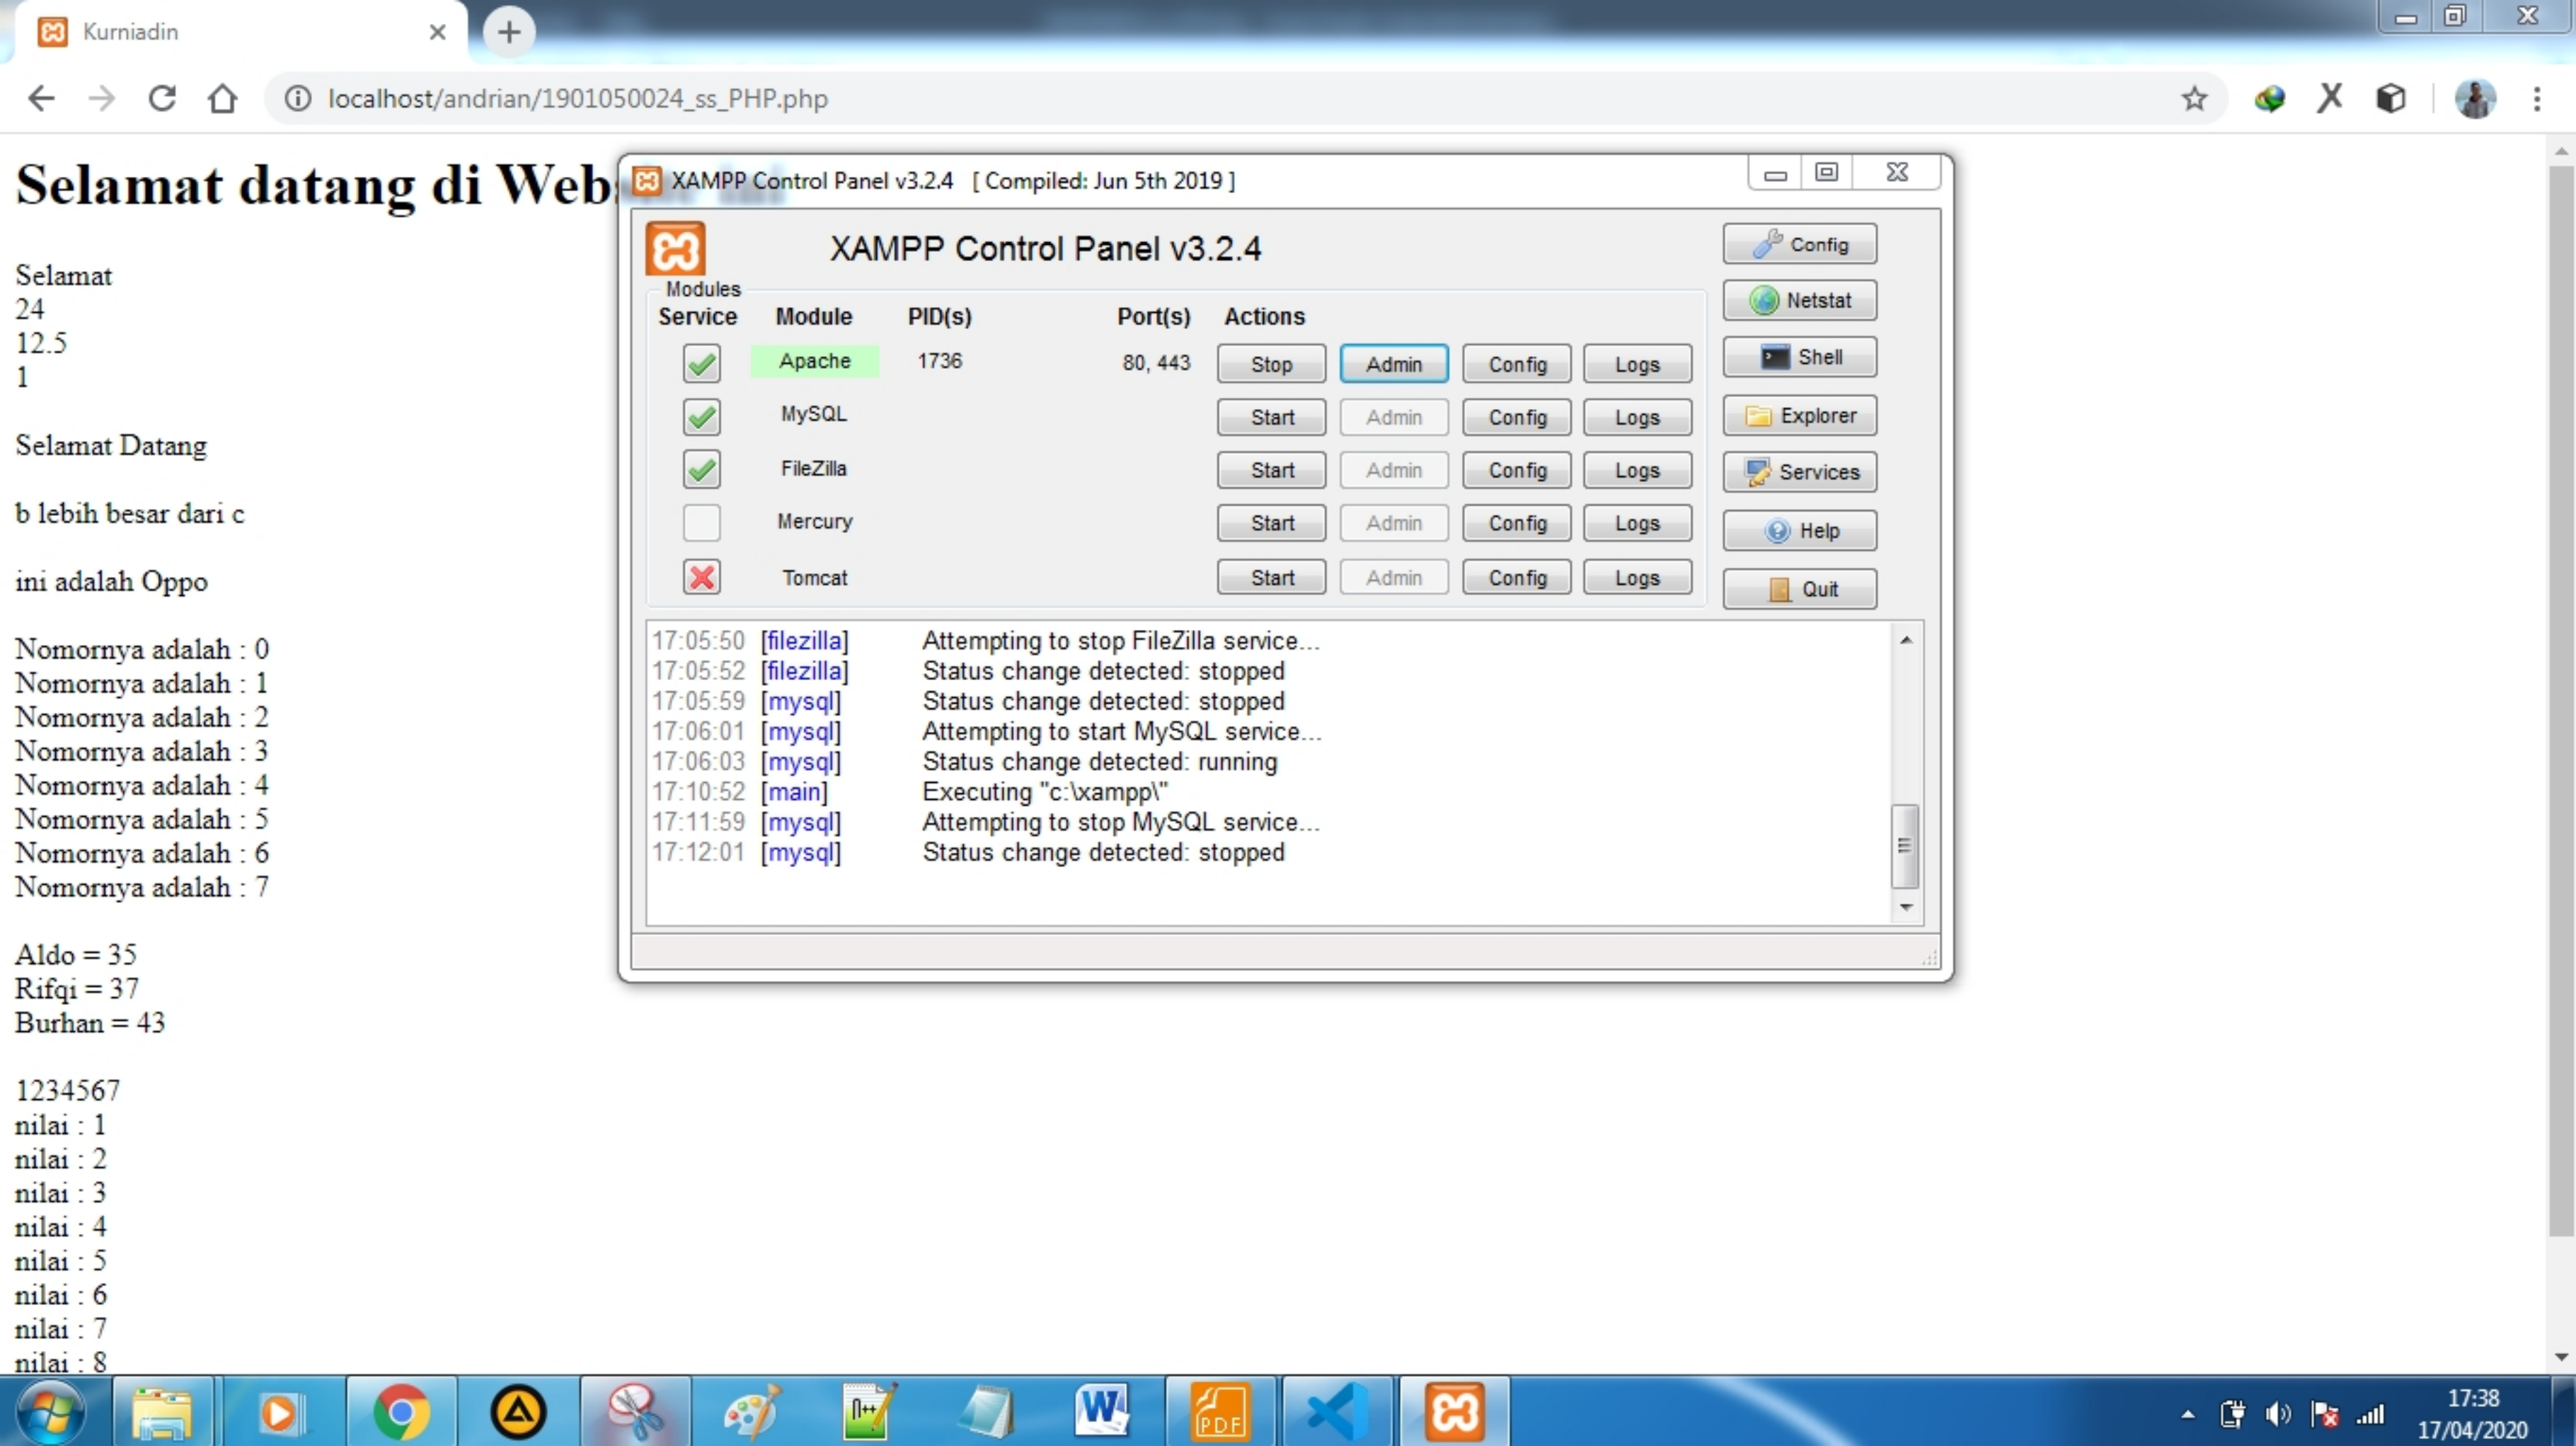 Kurniadin
localhost/andrian/1901050024_ss_PHP.php
Selamat datang di Web
Selamat
24
12.5
1
Selamat Datang
b lebih besar dari c
ini adalah Oppo
Nomornya adalah : 0
Nomornya adalah : 1
Nomornya adalah : 2
Nomornya adalah : 3
Nomornya adalah : 4
Nomornya adalah : 5
Nomornya adalah : 6
Nomornya adalah : 7
Aldo = 35
Rifqi = 37
Burhan = 43
1234567
nilai : 1
nilai : 2
nilai : 3
nilai : 4
nilai : 5
nilai : 6
nilai : 7
nilai : 8
XAMPP Control Panel v3.2.4 [ Compiled: Jun 5th 2019 ]
XAMPP Control Panel v3.2.4
Modules
Service Module PID(s) Port(s) Actions
Apache 1736 80, 443 Stop Admin Config Logs
MySQL Start Admin Config Logs
FileZilla Start Admin Config Logs
Mercury Start Admin Config Logs
Tomcat Start Admin Config Logs
Config
Netstat
Shell
Explorer
Services
Help
Quit
17:05:50 [filezilla] Attempting to stop FileZilla service...
17:05:52 [filezilla] Status change detected: stopped
17:05:59 [mysql] Status change detected: stopped
17:06:01 [mysql] Attempting to start MySQL service...
17:06:03 [mysql] Status change detected: running
17:10:52 [main] Executing "c:\xampp\"
17:11:59 [mysql] Attempting to stop MySQL service...
17:12:01 [mysql] Status change detected: stopped
n++
W
PDF
17:38
17/04/2020